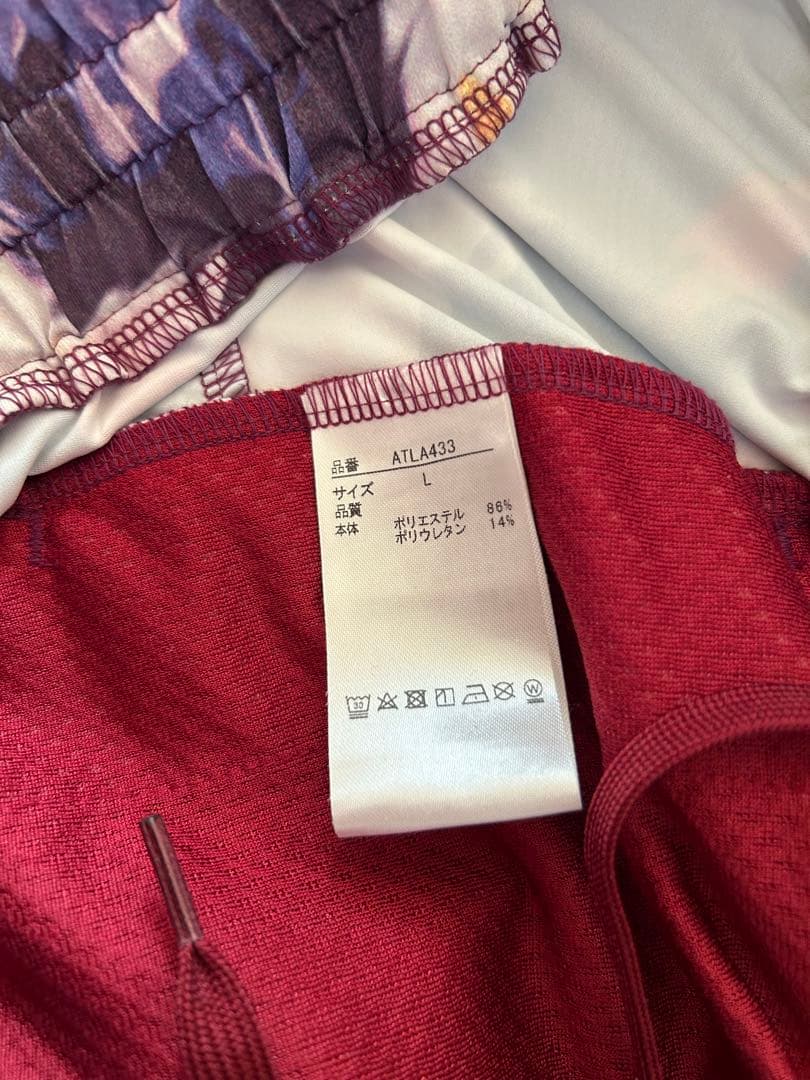 品番 ATLA433
サイズ L
品質
本体 ポリエステル 86%
ポリウレタン 14%
30
W